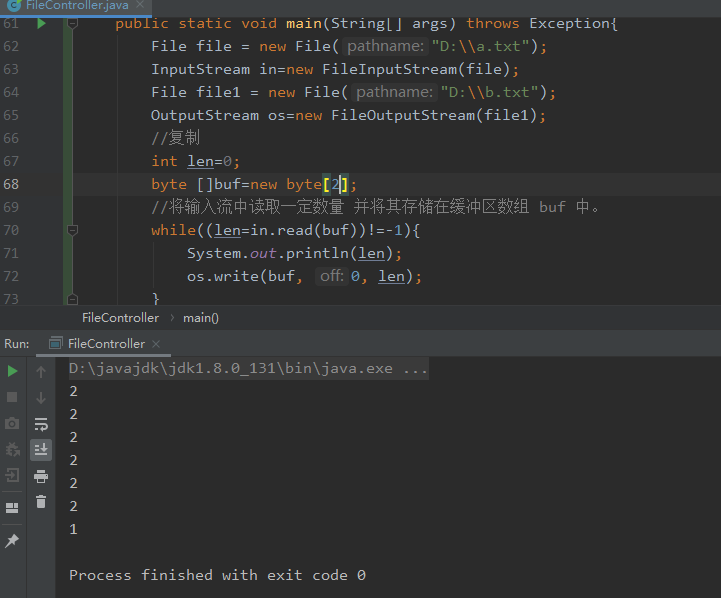 FileController.java
61 public static void main(String[] args) throws Exception{
62 File file = new File( pathname: "D:\\a.txt");
63 InputStream in=new FileInputStream(file);
64 File file1 = new File( pathname: "D:\\b.txt");
65 OutputStream os=new FileOutputStream(file1);
66 //复制
67 int len=0;
68 byte []buf=new byte[2];
69 //将输入流中读取一定数量 并将其存储在缓冲区数组 buf 中。
70 while((len=in.read(buf))!=-1){
71 System.out.println(len);
72 os.write(buf, off: 0, len);
73 }
FileController > main()
Run: FileController
D:\javajdk\jdk1.8.0_131\bin\java.exe ...
2
2
2
2
2
2
1
Process finished with exit code 0